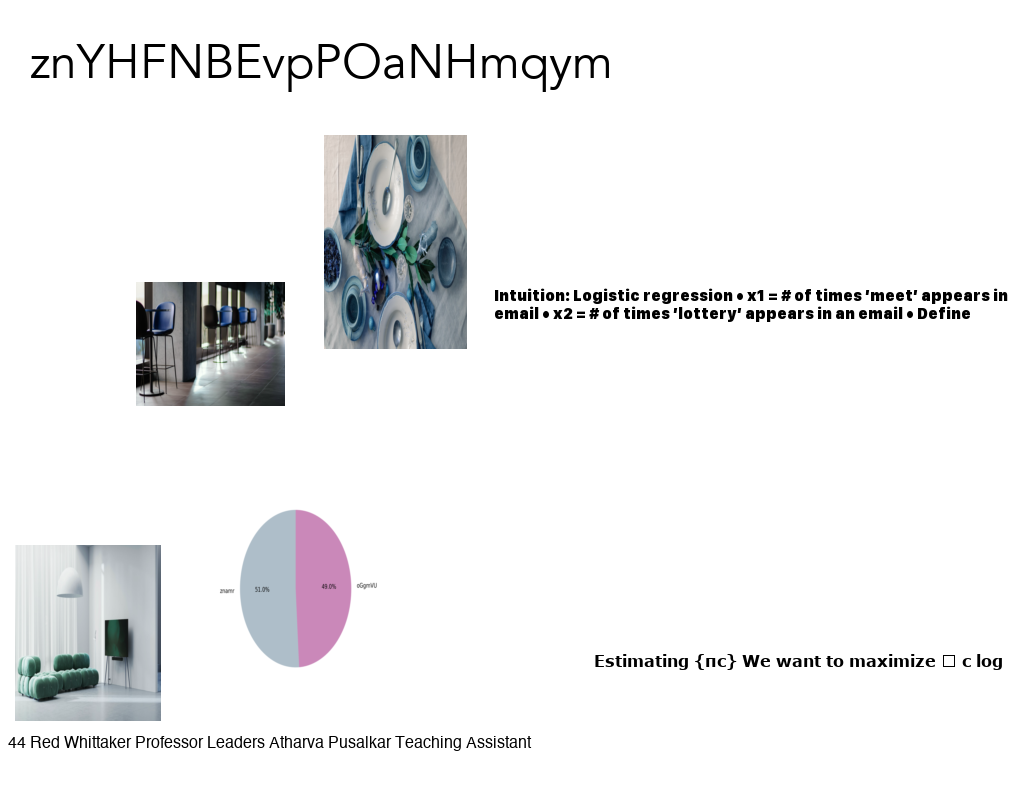 znYHFNBEvpPOaNHmqym
Intuition: Logistic regression • x1 = # of times 'meet' appears in
email • x2 = # of times 'lottery' appears in an email • Define
znamr
51.0%
49.0%
oGgmVU
Estimating {πc} We want to maximize □ c log
44 Red Whittaker Professor Leaders Atharva Pusalkar Teaching Assistant